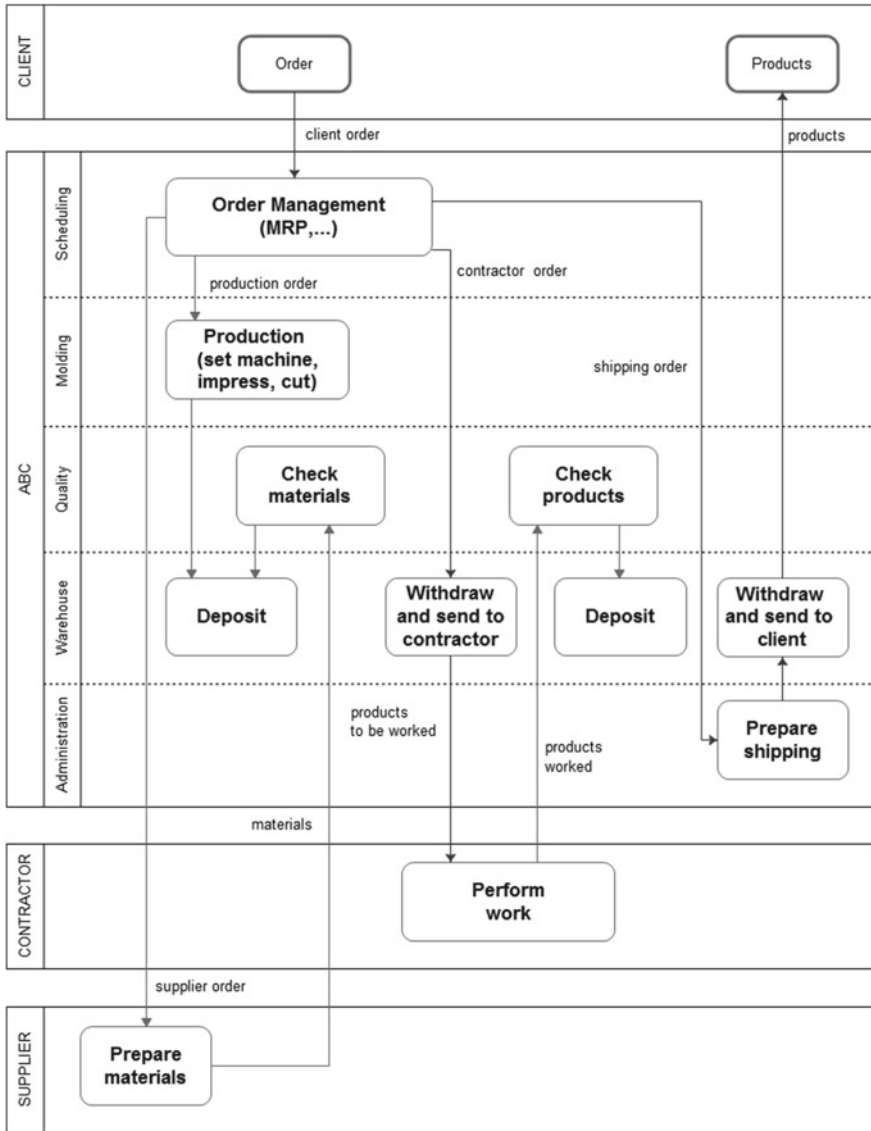 CLIENT
Order
Products
client order
products
ABC
Scheduling
Order Management
(MRP,...)
production order
contractor order
Molding
Production
(set machine,
impress, cut)
shipping order
Quality
Check
materials
Check
products
Warehouse
Deposit
Withdraw
and send to
contractor
Deposit
Withdraw
and send to
client
Administration
products
to be worked
products
worked
Prepare
shipping
materials
CONTRACTOR
Perform
work
supplier order
SUPPLIER
Prepare
materials